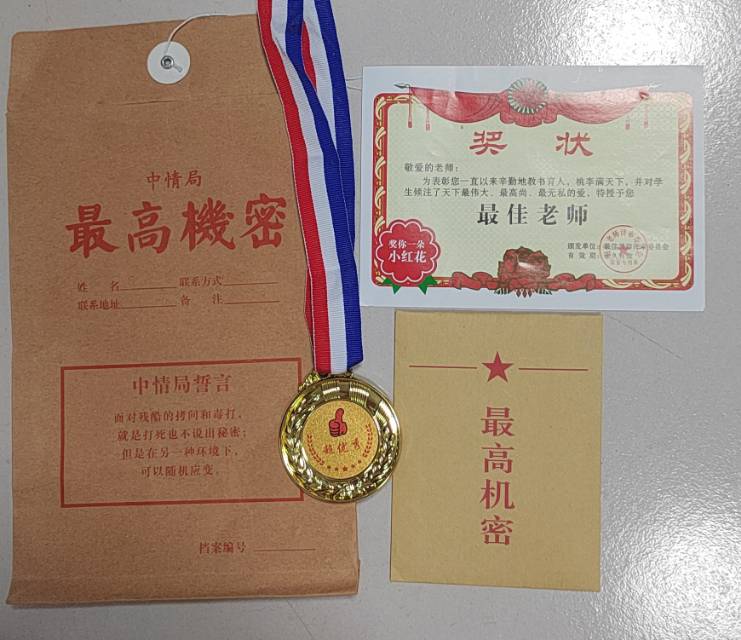 中情局
最高機密
姓 名
联系方式
联系地址
备 注
中情局誓言
面对残酷的拷问和毒打，
就是打死也不说出秘密；
但是在另一种环境下，
可以随机应变。
档案编号
超优秀
奖状
敬爱的老师：
为表彰您一直以来辛勤地教书育人，桃李满天下，并对学
生倾注了天下最伟大、最高尚、最无私的爱，特授予您
最佳老师
奖你一朵
小红花
颁发单位：
有效期：
最高机密